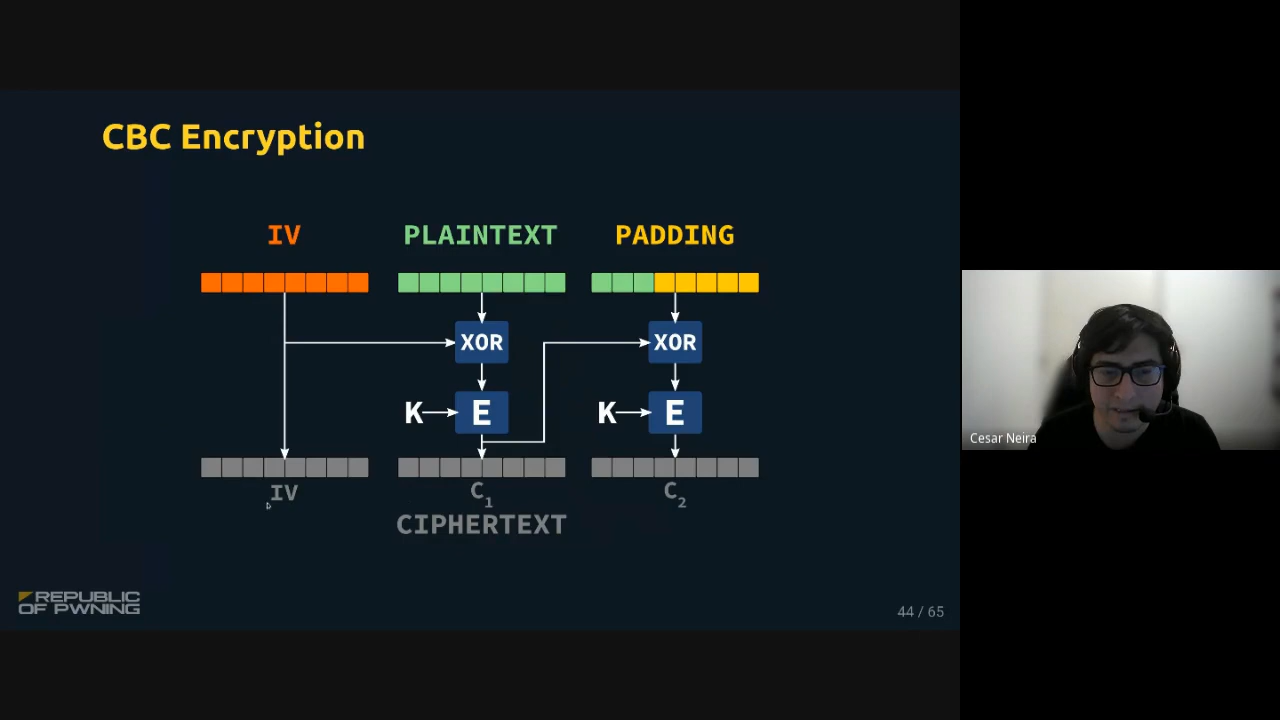 CBC Encryption
IV PLAINTEXT PADDING
XOR XOR
K E K E
IV C1 C2
CIPHERTEXT
REPUBLIC
OF PWNING
44 / 65
Cesar Neira